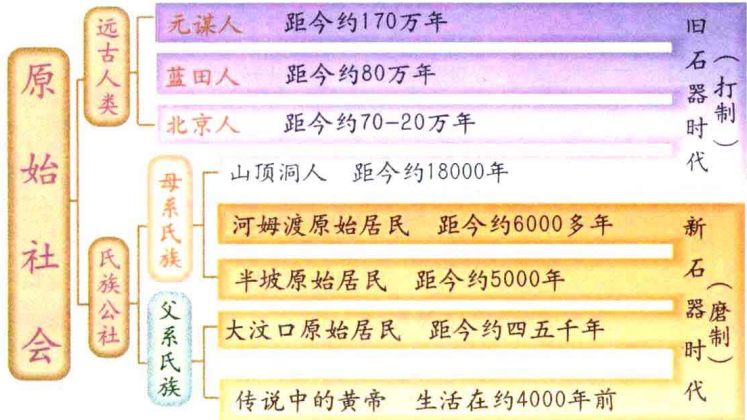 原始社会
远古人类
元谋人 距今约170万年
蓝田人 距今约80万年
北京人 距今约70-20万年
旧石器时代
(打制)
氏族公社
母系氏族
山顶洞人 距今约18000年
河姆渡原始居民 距今约6000多年
半坡原始居民 距今约5000年
父系氏族
大汶口原始居民 距今约四五千年
传说中的黄帝 生活在约4000年前
新石器时代
(磨制)